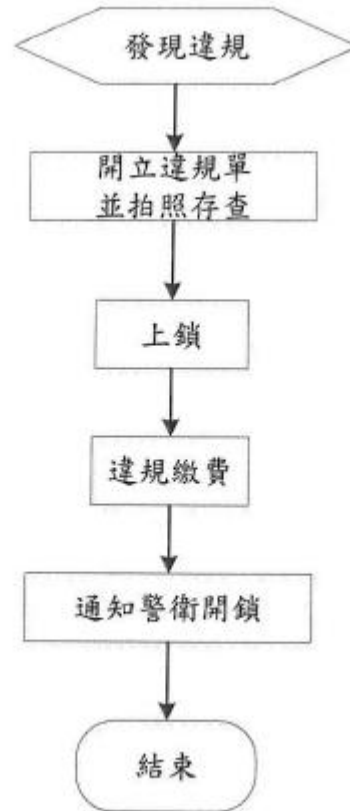 發現違規
開立違規單
並拍照存查
上鎖
違規繳費
通知警衛開鎖
結束